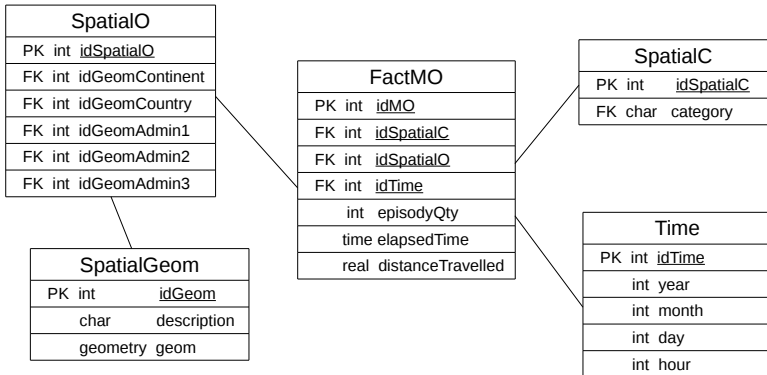 SpatialO
PK int idSpatialO
FK int idGeomContinent
FK int idGeomCountry
FK int idGeomAdmin1
FK int idGeomAdmin2
FK int idGeomAdmin3
SpatialGeom
PK int idGeom
char description
geometry geom
FactMO
PK int idMO
FK int idSpatialC
FK int idSpatialO
FK int idTime
int episodyQty
time elapsedTime
real distanceTravelled
SpatialC
PK int idSpatialC
FK char category
Time
PK int idTime
int year
int month
int day
int hour